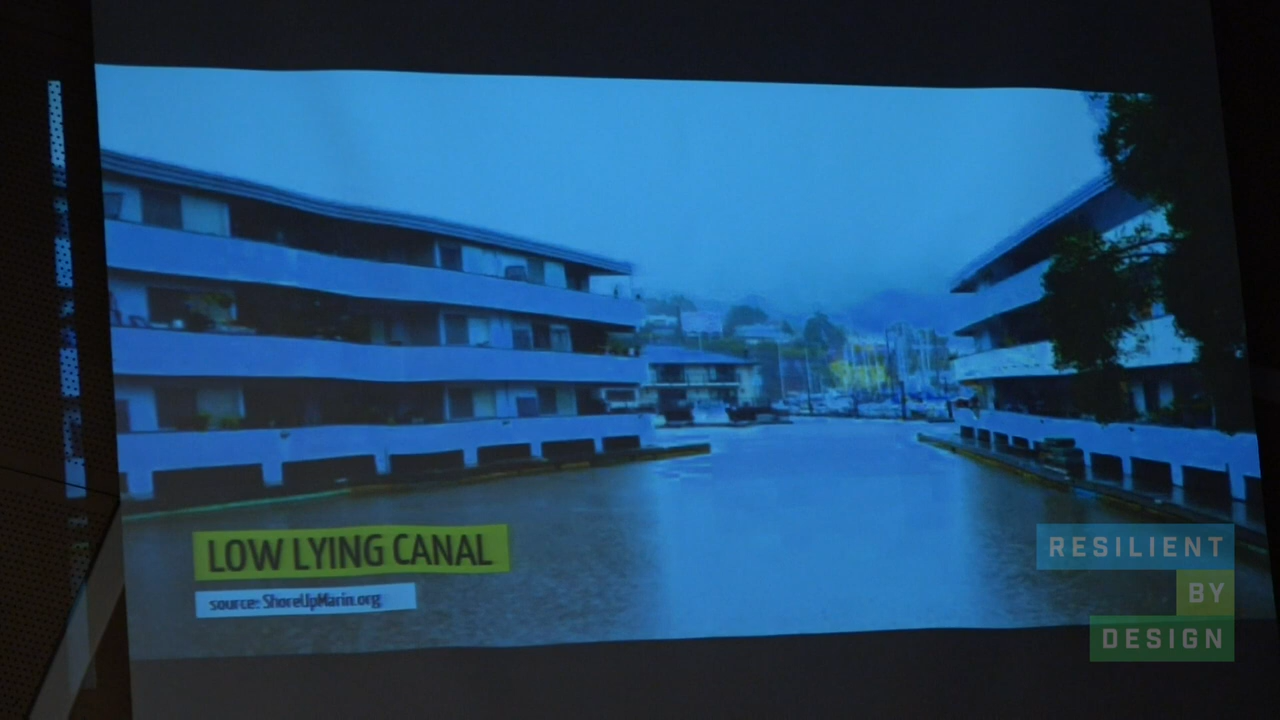 LOW LYING CANAL
source: ShoreUpMarin.org
RESILIENT
BY
DESIGN